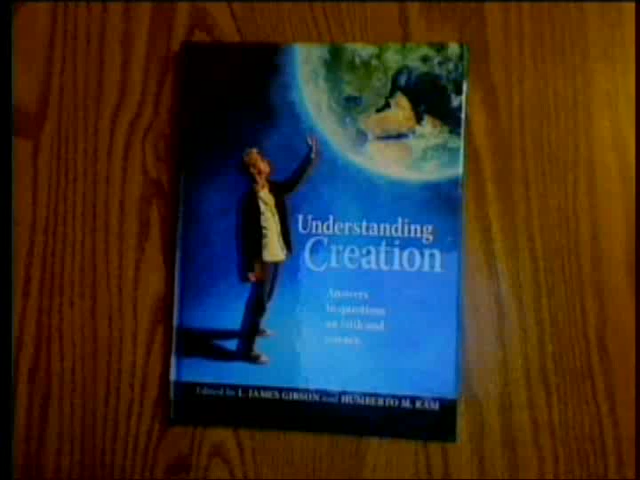 Understanding
Creation
Answers
to questions
on faith and
science
Edited by L. JAMES GIBSON and HUMBERTO M. RASI